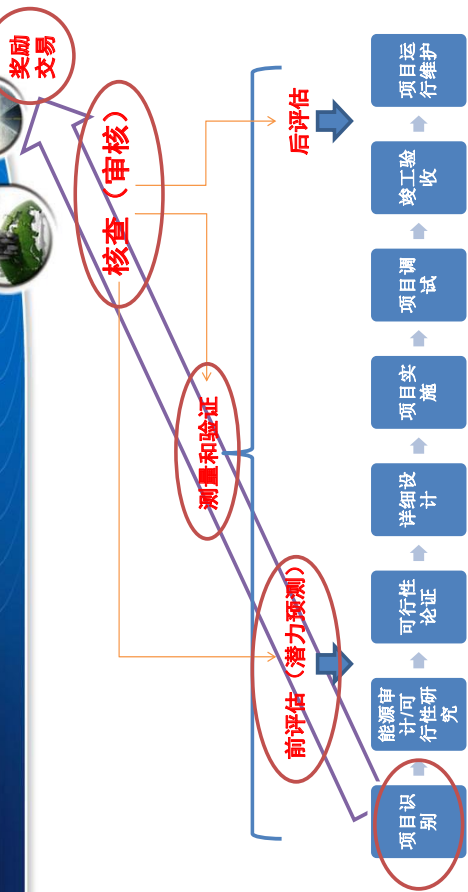 奖励
交易
核查（审核）
后评估
测量和验证
前评估（潜力预测）
项目识
别
能源审
计/可
行性研
究
可行性
论证
详细设
计
项目实
施
项目调
试
竣工验
收
项目运
行维护